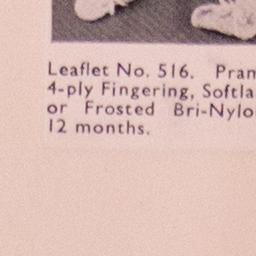 Leaflet No. 516. Pram
4-ply Fingering, Softla
or Frosted Bri-Nylo
12 months.